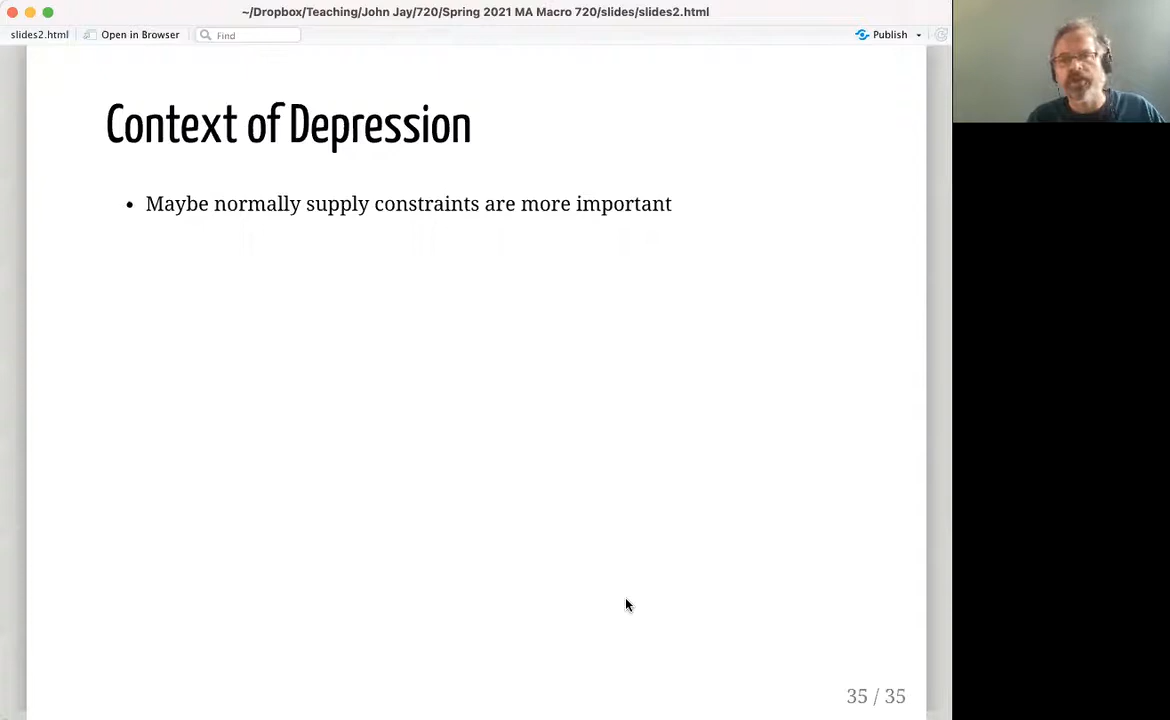 ~/Dropbox/Teaching/John Jay/720/Spring 2021 MA Macro 720/slides/slides2.html
slides2.html Open in Browser Find Publish
Context of Depression
• Maybe normally supply constraints are more important
35 / 35